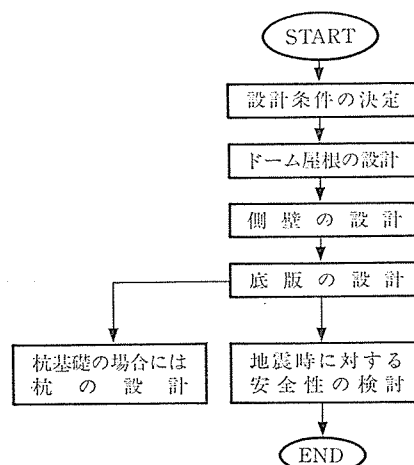 START
設計条件の決定
ドーム屋根の設計
側壁の設計
底版の設計
杭基礎の場合には
杭の設計
地震時に対する
安全性の検討
END